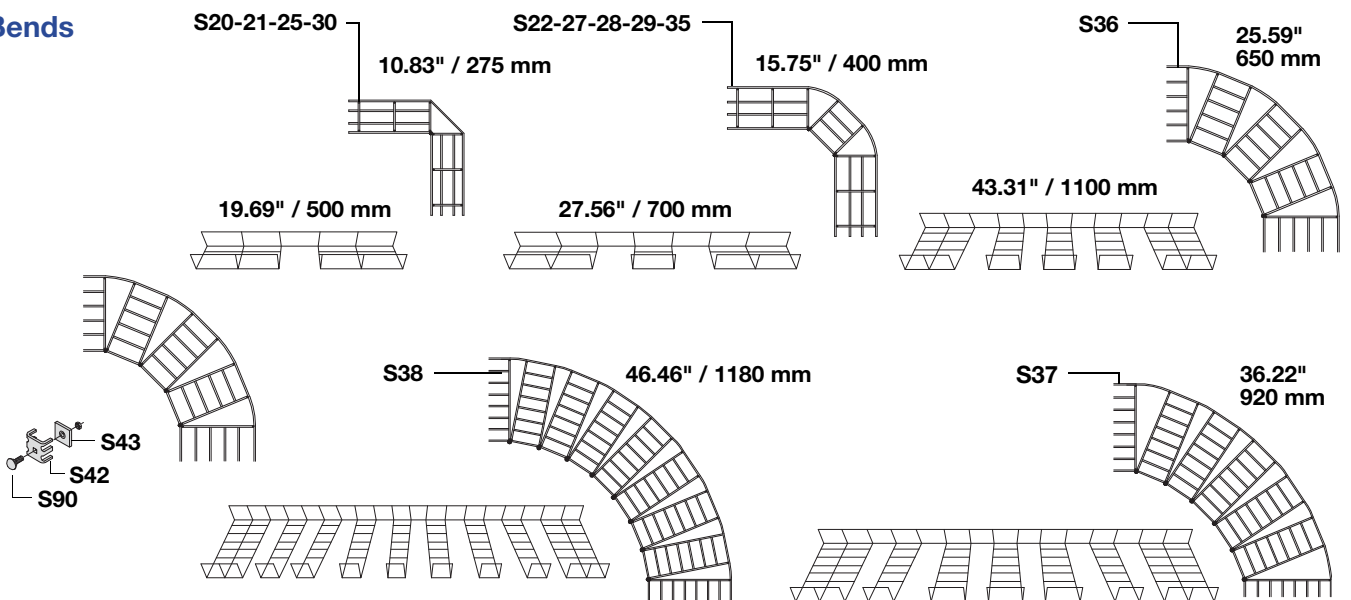 Bends
S20-21-25-30
10.83" / 275 mm
S22-27-28-29-35
15.75" / 400 mm
S36
25.59"
650 mm
19.69" / 500 mm
27.56" / 700 mm
43.31" / 1100 mm
S43
S42
S90
S38
46.46" / 1180 mm
S37
36.22"
920 mm